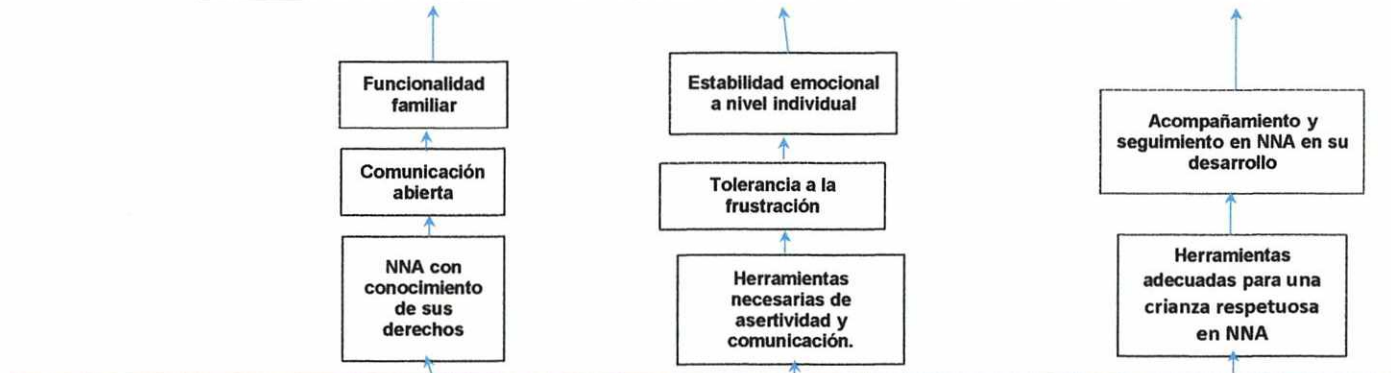 Funcionalidad
familiar
Comunicación
abierta
NNA con
conocimiento
de sus
derechos
Estabilidad emocional
a nivel individual
Tolerancia a la
frustración
Herramientas
necesarias de
asertividad y
comunicación.
Acompañamiento y
seguimiento en NNA en su
desarrollo
Herramientas
adecuadas para una
crianza respetuosa
en NNA